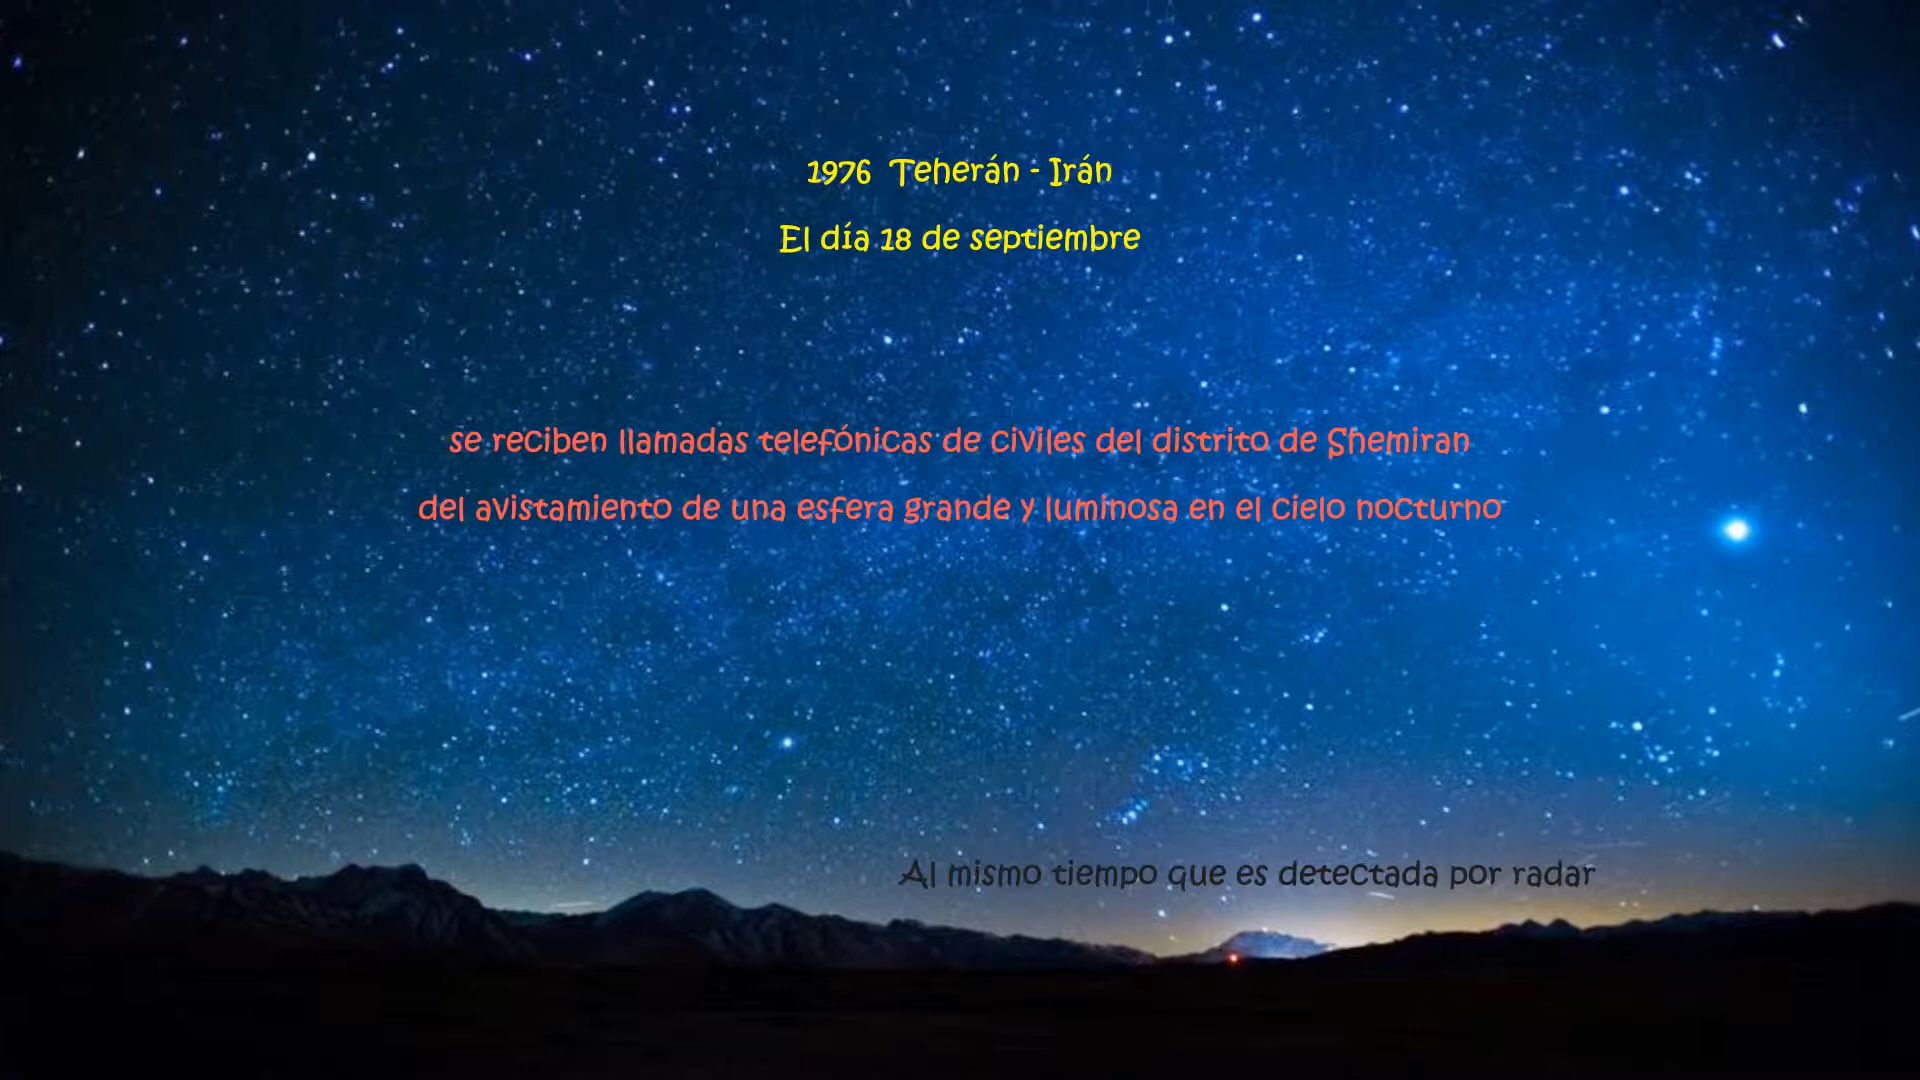 1976 Teherán - Irán
El día 18 de septiembre
se reciben llamadas telefónicas de civiles del distrito de Shemiran
del avistamiento de una esfera grande y luminosa en el cielo nocturno
Al mismo tiempo que es detectada por radar